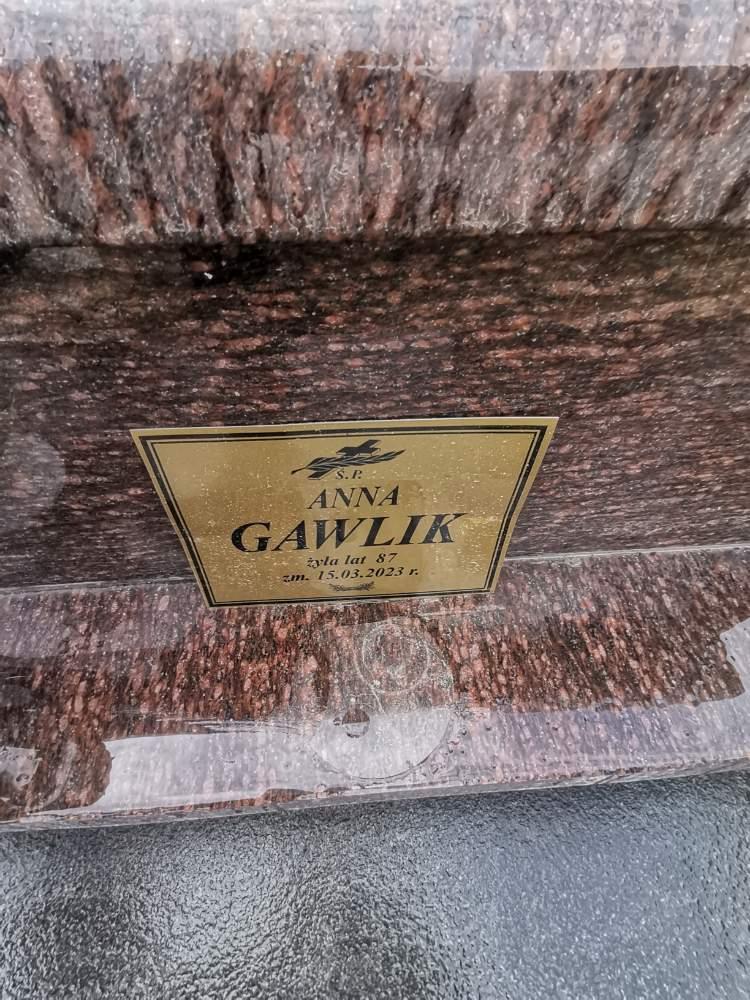 Ś.P.
ANNA
GAWLIK
żyła lat 87
zm. 15.03.2023 r.